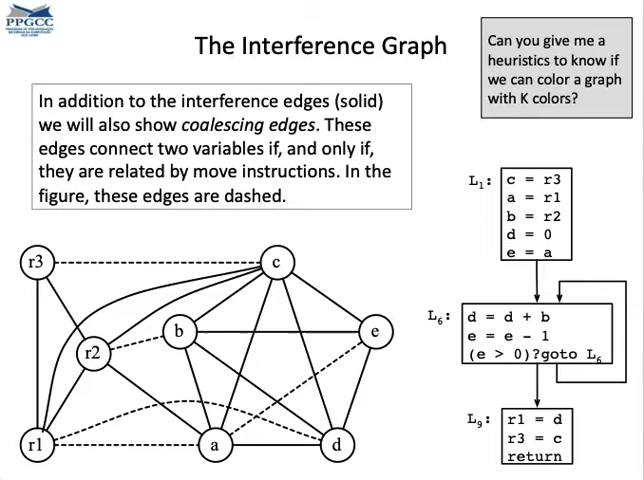 PPGCC
The Interference Graph
Can you give me a
heuristics to know if
we can color a graph
with K colors?
In addition to the interference edges (solid)
we will also show coalescing edges. These
edges connect two variables if, and only if,
they are related by move instructions. In the
figure, these edges are dashed.
L1: c = r3
a = r1
b = r2
d = 0
e = a
L6: d = d + b
e = e - 1
(e > 0)?goto L6
L9: r1 = d
r3 = c
return
r3
c
b
e
r2
r1
a
d